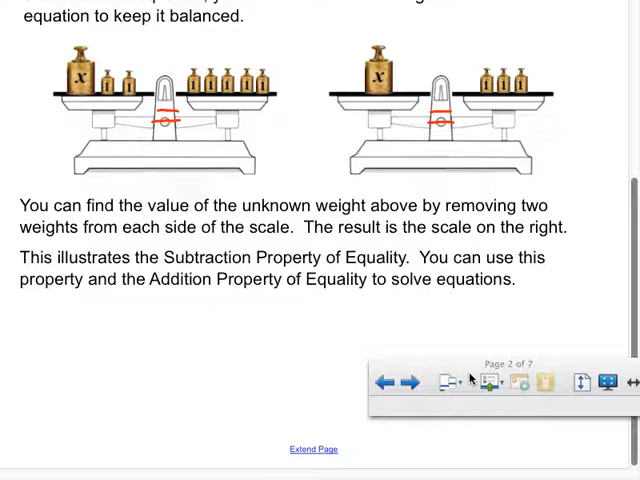 equation to keep it balanced.
x 1 1 1 1 1 1 1
x 1 1 1
You can find the value of the unknown weight above by removing two
weights from each side of the scale.  The result is the scale on the right.
This illustrates the Subtraction Property of Equality.  You can use this
property and the Addition Property of Equality to solve equations.
Page 2 of 7
Extend Page